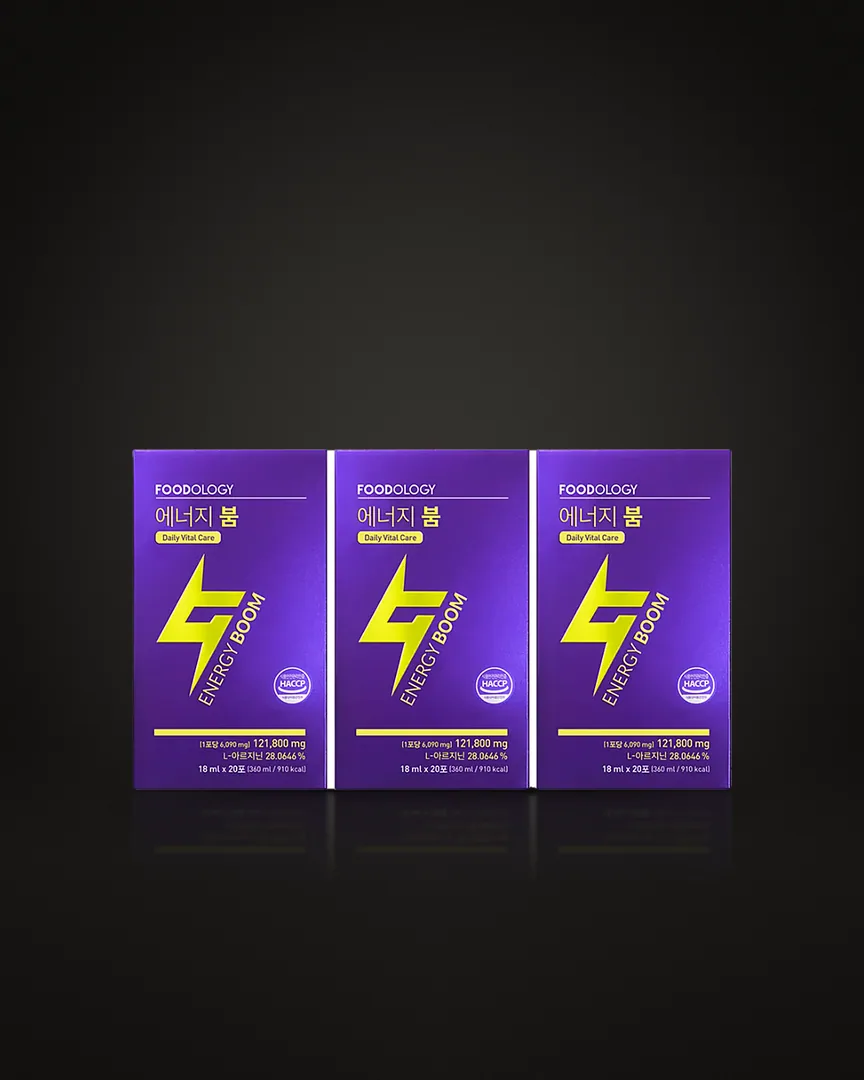 FOODOLOGY
에너지 붐
Daily Vital Care
ENERGY BOOM
HACCP
(1포당 6,090 mg) 121,800 mg
L-아르지닌 28.0646 %
18 ml x 20포 (360 ml / 910 kcal)
FOODOLOGY
에너지 붐
Daily Vital Care
ENERGY BOOM
HACCP
(1포당 6,090 mg) 121,800 mg
L-아르지닌 28.0646 %
18 ml x 20포 (360 ml / 910 kcal)
FOODOLOGY
에너지 붐
Daily Vital Care
ENERGY BOOM
HACCP
(1포당 6,090 mg) 121,800 mg
L-아르지닌 28.0646 %
18 ml x 20포 (360 ml / 910 kcal)